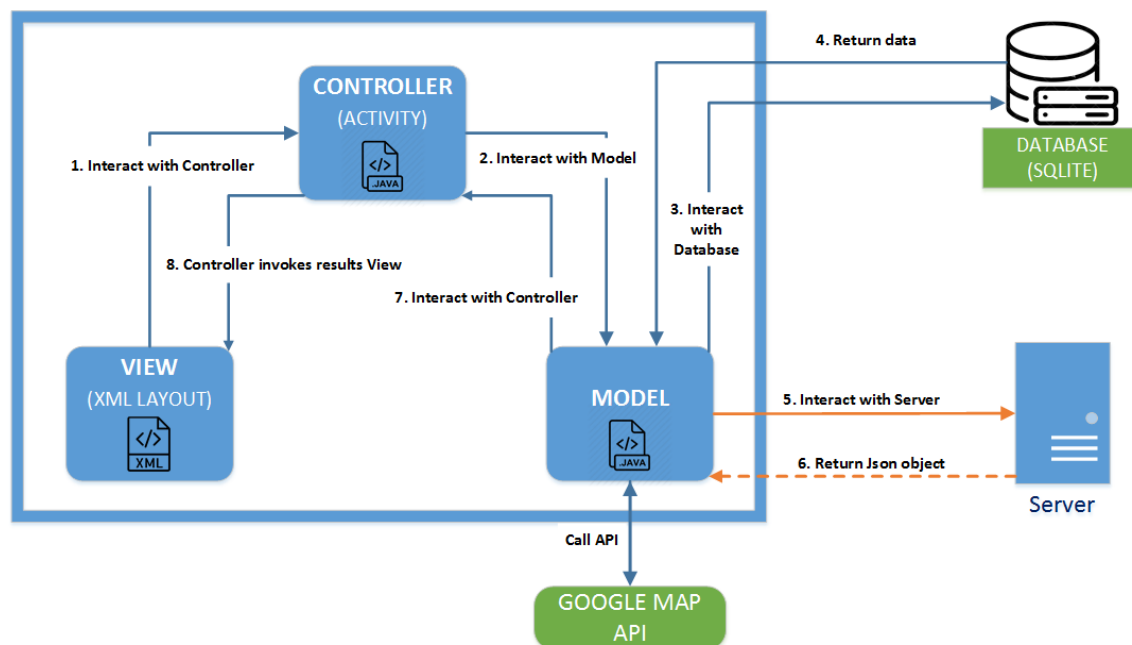 4. Return data
CONTROLLER
(ACTIVITY)
</>
.JAVA
1. Interact with Controller
2. Interact with Model
DATABASE
(SQLITE)
3. Interact
with
Database
8. Controller invokes results View
7. Interact with Controller
VIEW
(XML LAYOUT)
</>
XML
MODEL
</>
.JAVA
5. Interact with Server
6. Return Json object
Server
Call API
GOOGLE MAP
API